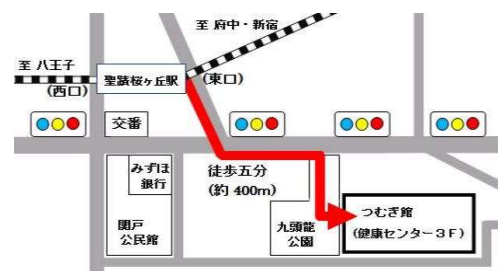 至 府中・新宿
至 八王子
(西口)
聖蹟桜ヶ丘駅
(東口)
交番
みずほ
銀行
徒歩五分
(約 400m)
関戸
公民館
九頭龍
公園
つむぎ館
(健康センター３F)